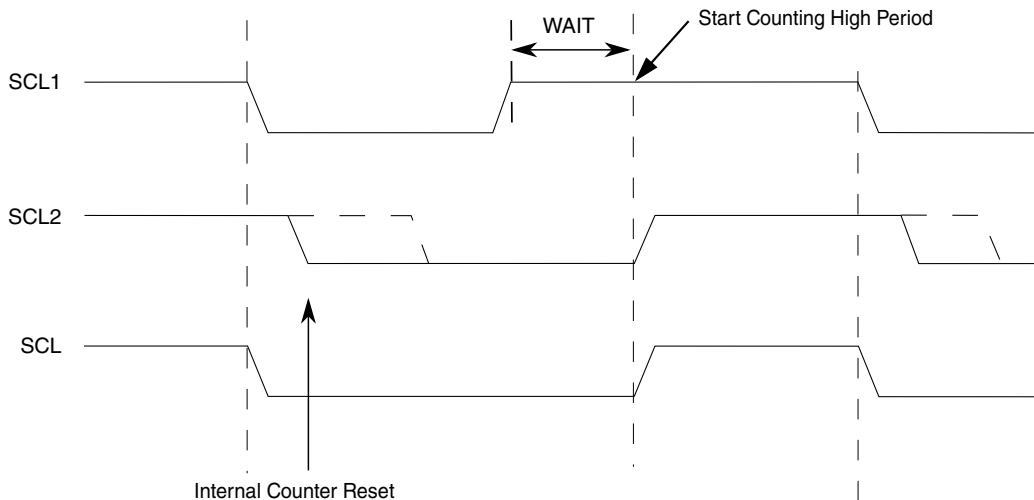 Start Counting High Period
WAIT
SCL1
SCL2
SCL
Internal Counter Reset